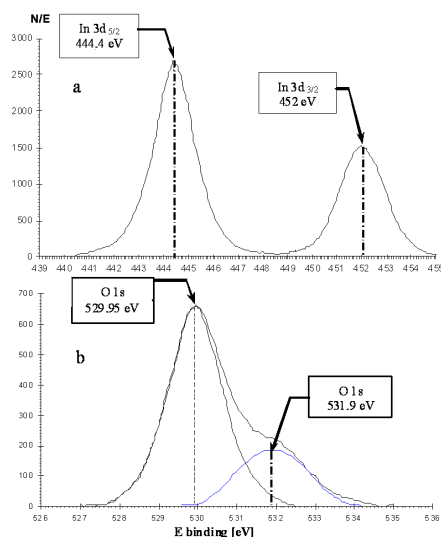 N/E
In 3d 5/2
444.4 eV
In 3d 3/2
452 eV
a
3000
2500
2000
1500
1000
500
0
439 440 441 442 443 444 445 446 447 448 449 450 451 452 453 454 455
O 1s
529.95 eV
O 1s
531.9 eV
b
700
600
500
400
300
200
100
0
526 527 528 529 530 531 532 533 534 535 536
E binding [eV]